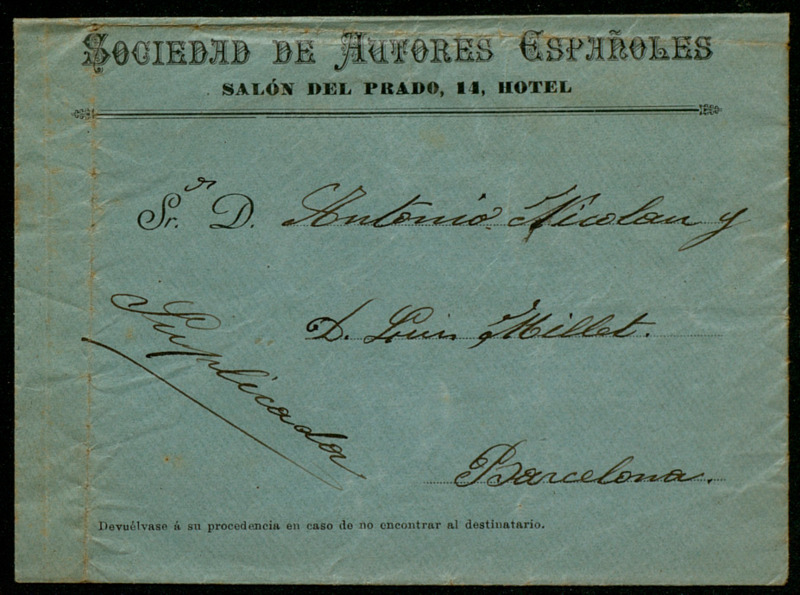 SOCIEDAD DE AUTORES ESPAÑOLES
SALÓN DEL PRADO, 14, HOTEL
Sr. D. Antonio Nicolau y
D. Luis Millet.
Suplicada
Barcelona.
Devuélvase á su procedencia en caso de no encontrar al destinatario.